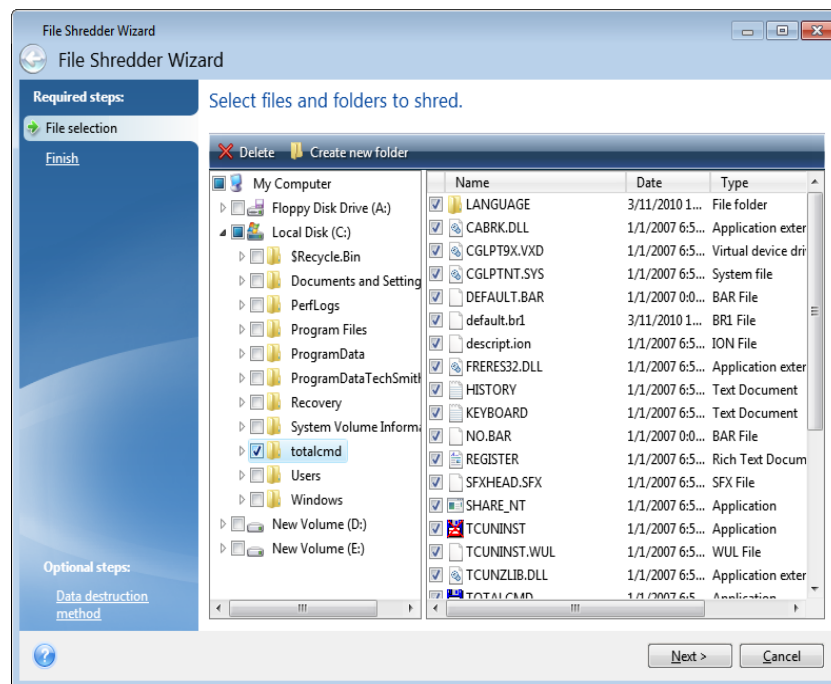 File Shredder Wizard
File Shredder Wizard
Required steps:
File selection
Finish
Optional steps:
Data destruction
method
Select files and folders to shred.
Delete Create new folder
My Computer
Floppy Disk Drive (A:)
Local Disk (C:)
$Recycle.Bin
Documents and Setting
PerfLogs
Program Files
ProgramData
ProgramDataTechSmith
Recovery
System Volume Informa
totalcmd
Users
Windows
New Volume (D:)
New Volume (E:)
Name Date Type
LANGUAGE 3/11/2010 1... File folder
CABRK.DLL 1/1/2007 6:5... Application exter
CGLPT9X.VXD 1/1/2007 6:5... Virtual device dri
CGLPTNT.SYS 1/1/2007 6:5... System file
DEFAULT.BAR 1/1/2007 0:0... BAR File
default.br1 3/11/2010 1... BR1 File
descript.ion 1/1/2007 6:5... ION File
FRERES32.DLL 1/1/2007 6:5... Application exter
HISTORY 1/1/2007 6:5... Text Document
KEYBOARD 1/1/2007 6:5... Text Document
NO.BAR 1/1/2007 0:0... BAR File
REGISTER 1/1/2007 6:5... Rich Text Docum
SFXHEAD.SFX 1/1/2007 6:5... SFX File
SHARE_NT 1/1/2007 6:5... Application
TCUNINST 1/1/2007 6:5... Application
TCUNINST.WUL 1/1/2007 6:5... WUL File
TCUNZLIB.DLL 1/1/2007 6:5... Application exter
TOTALCMD 1/1/2007 6:5... Application
Next > Cancel